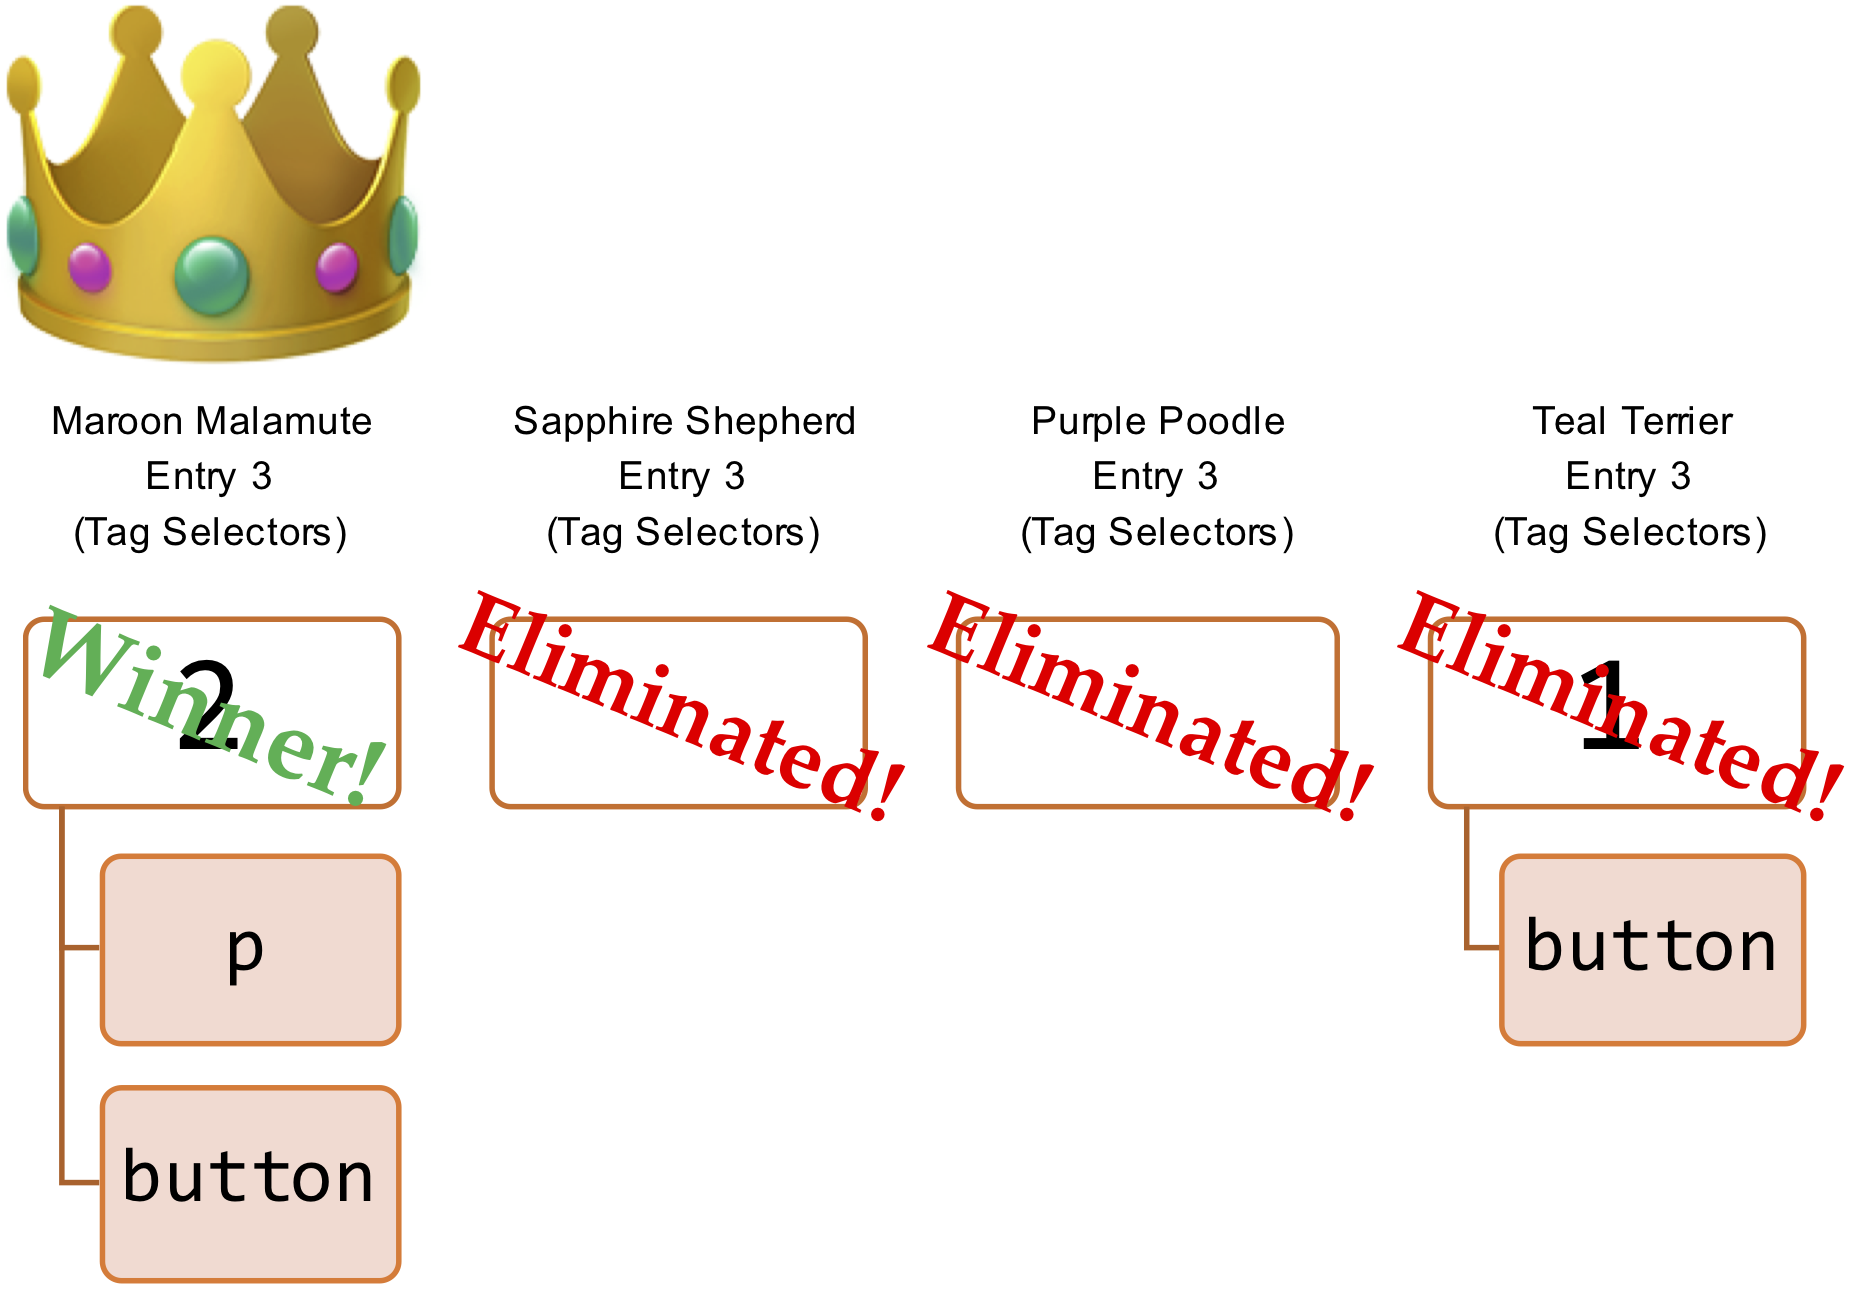 Maroon Malamute
Entry 3
(Tag Selectors)
Sapphire Shepherd
Entry 3
(Tag Selectors)
Purple Poodle
Entry 3
(Tag Selectors)
Teal Terrier
Entry 3
(Tag Selectors)
2
Winner!
Eliminated!
Eliminated!
1
Eliminated!
p
button
button